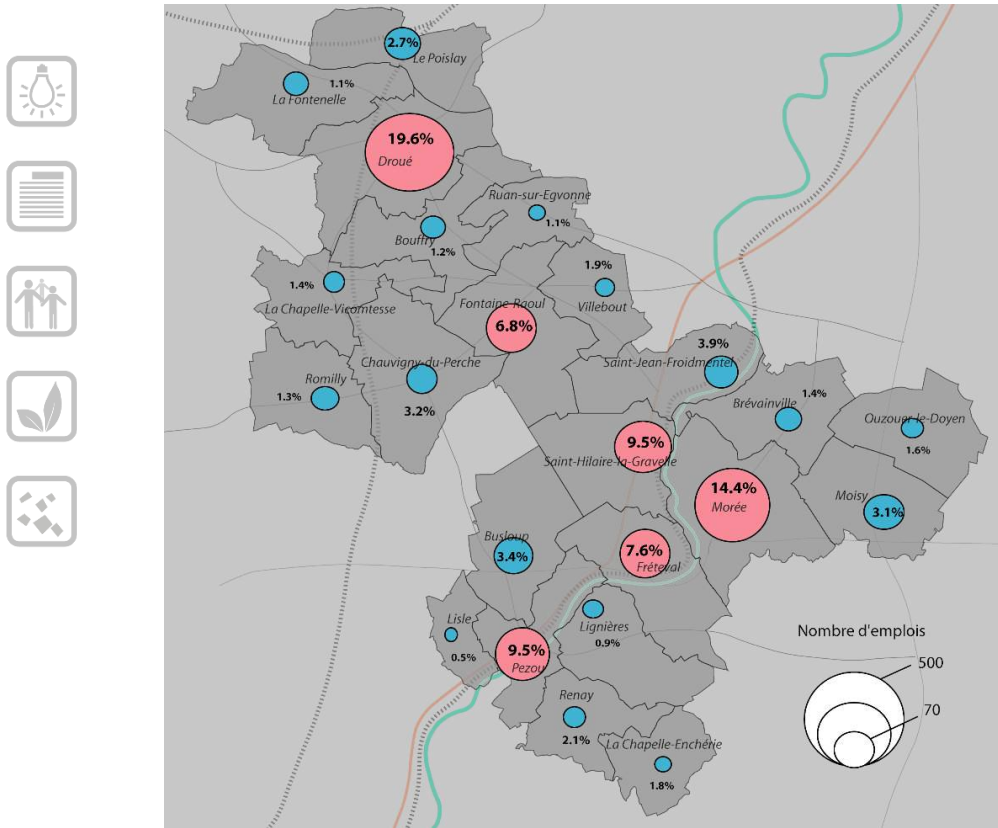 2.7%
Le Poislay
1.1%
La Fontenelle
19.6%
Droué
Ruan-sur-Egvonne
1.1%
Bouffry
1.2%
1.9%
Villebout
1.4%
La Chapelle-Vicomtesse
Fontaine-Raoul
6.8%
3.9%
Saint-Jean-Froidmentel
Chauvigny-du-Perche
3.2%
Romilly
1.3%
1.4%
Brévainville
Ouzouer-le-Doyen
1.6%
9.5%
Saint-Hilaire-la-Gravelle
14.4%
Morée
Moisy
3.1%
Busloup
3.4%
7.6%
Fréteval
Lisle
0.5%
Lignières
0.9%
9.5%
Pezou
Renay
2.1%
La Chapelle-Enchérie
1.8%
Nombre d'emplois
500
70